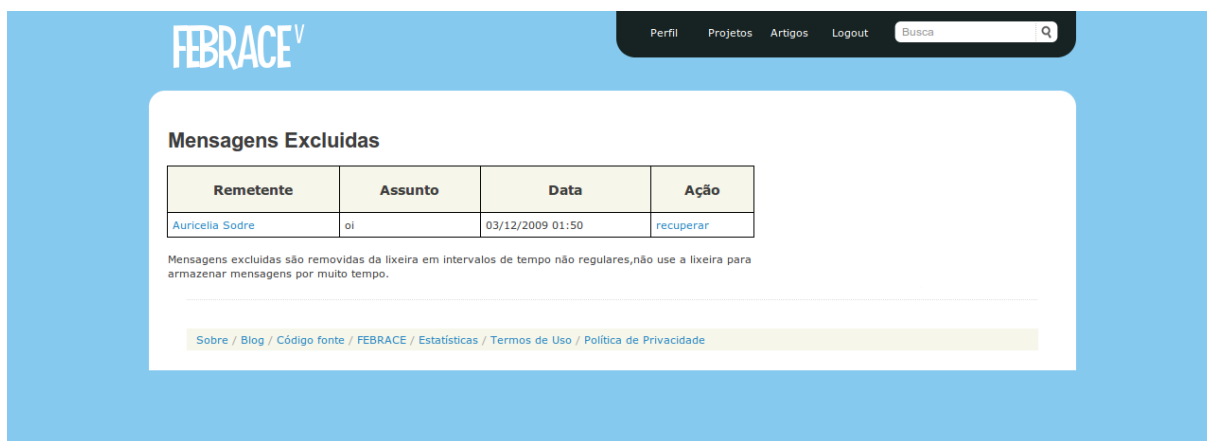 FEBRACE V
Perfil Projetos Artigos Logout Busca
Mensagens Excluidas
Remetente Assunto Data Ação
Auricelia Sodre oi 03/12/2009 01:50 recuperar
Mensagens excluidas são removidas da lixeira em intervalos de tempo não regulares,não use a lixeira para
armazenar mensagens por muito tempo.
Sobre / Blog / Código fonte / FEBRACE / Estatísticas / Termos de Uso / Política de Privacidade